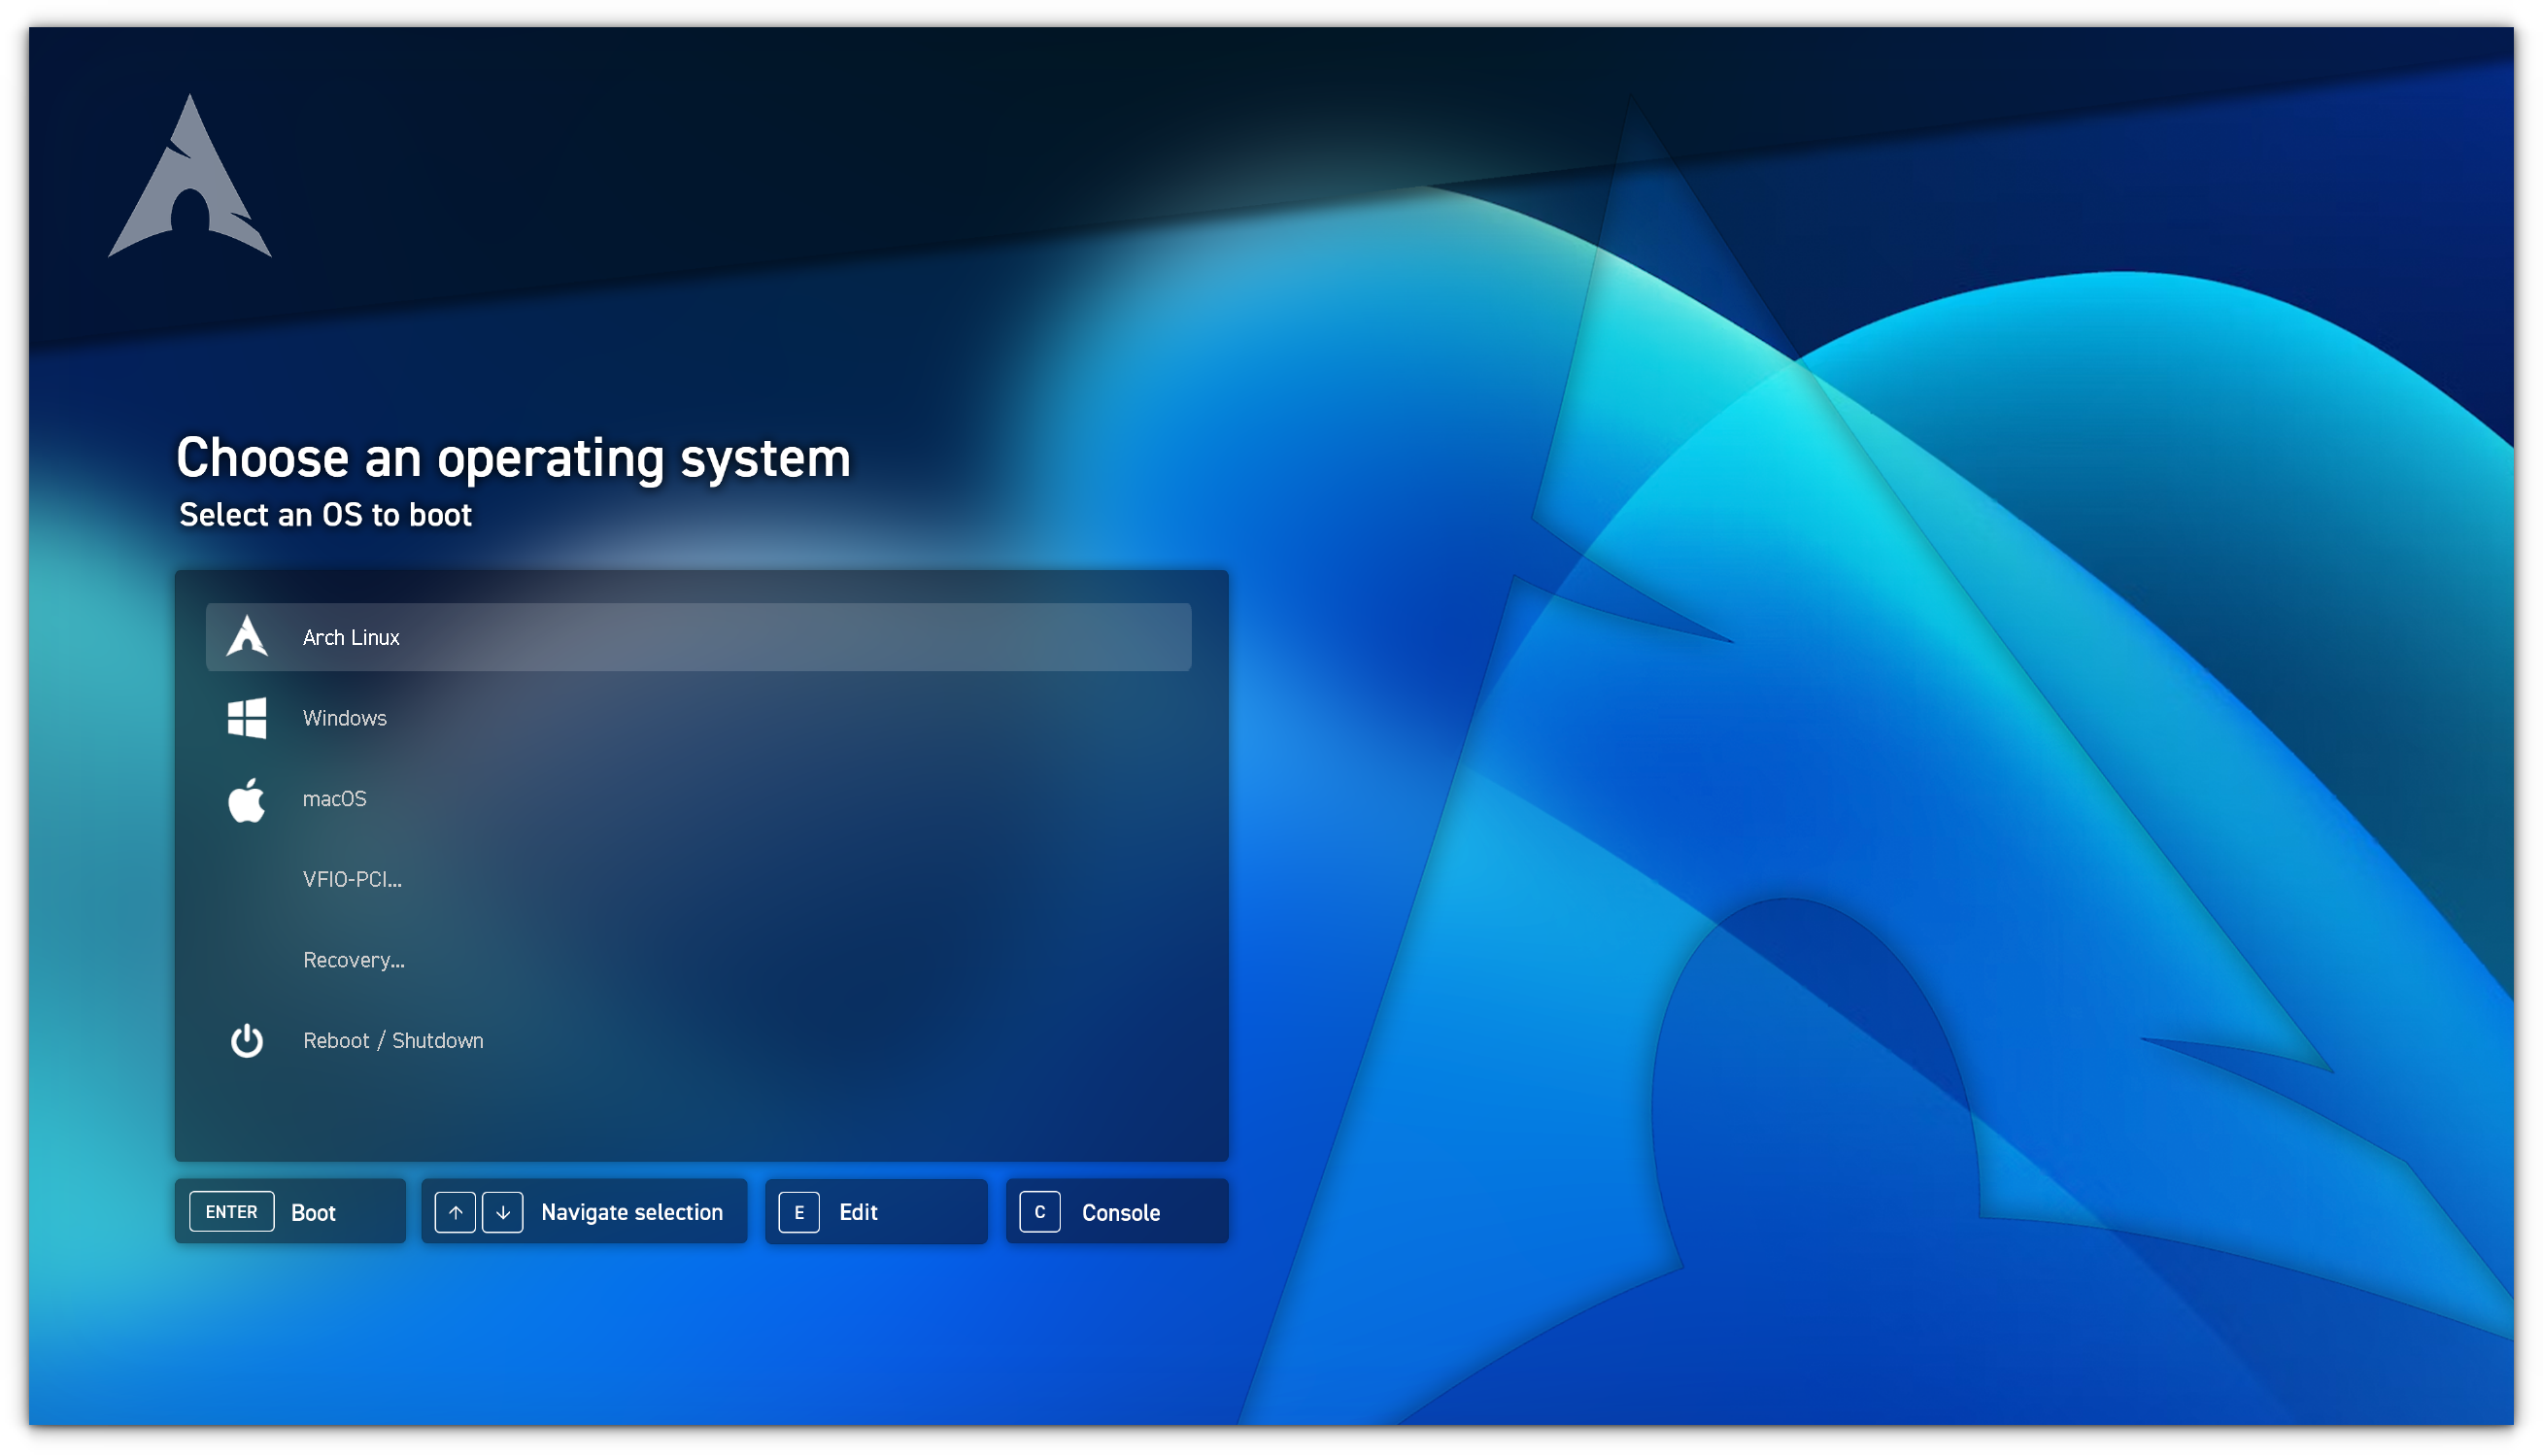 Choose an operating system
Select an OS to boot
Arch Linux
Windows
macOS
VFIO-PCI...
Recovery...
Reboot / Shutdown
ENTER Boot ↑ ↓ Navigate selection E Edit C Console